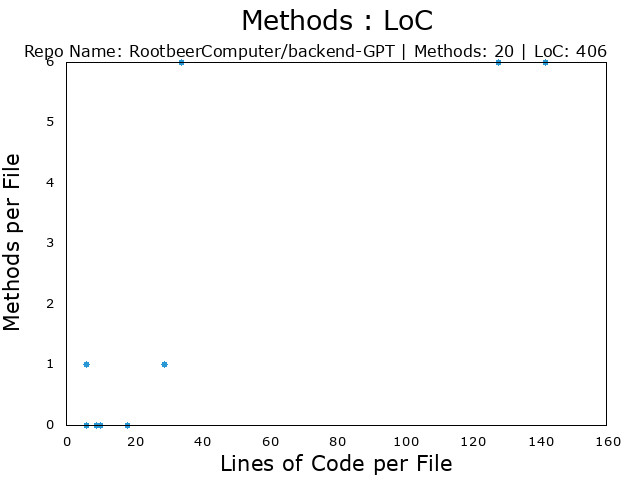 Methods : LoC
Repo Name: RootbeerComputer/backend-GPT | Methods: 20 | LoC: 406
6
5
4
3
2
1
0
Methods per File
0 20 40 60 80 100 120 140 160
Lines of Code per File